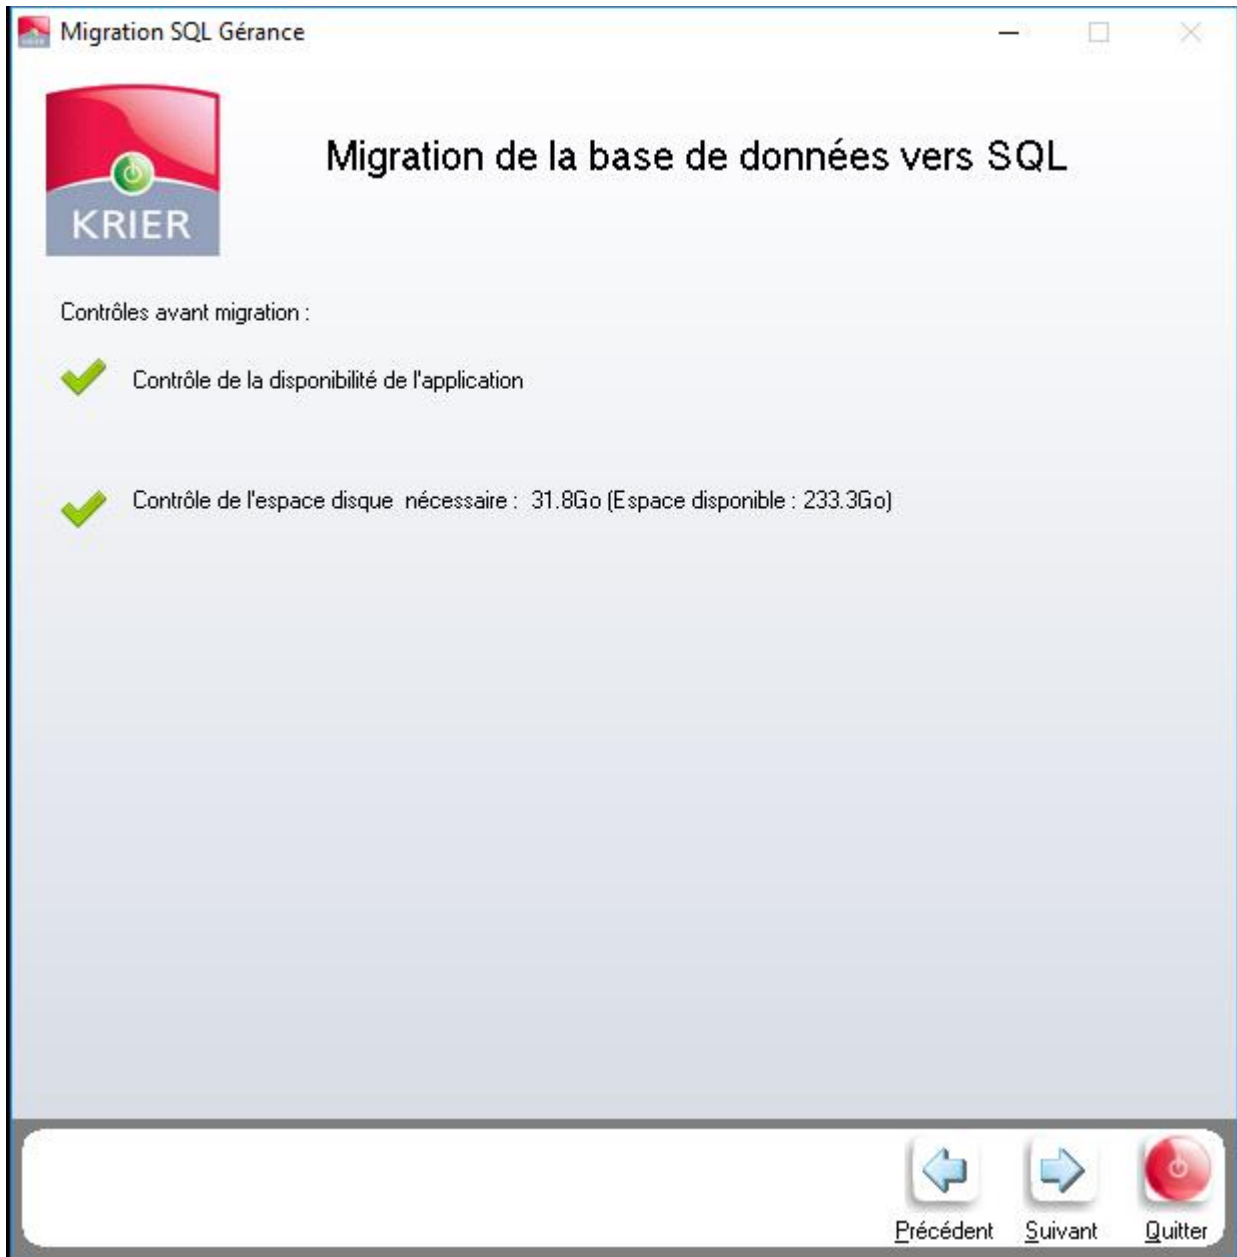 Migration SQL Gérance
KRIER
Migration de la base de données vers SQL
Contrôles avant migration :
Contrôle de la disponibilité de l'application
Contrôle de l'espace disque nécessaire : 31.8Go (Espace disponible : 233.3Go)
Précédent Suivant Quitter